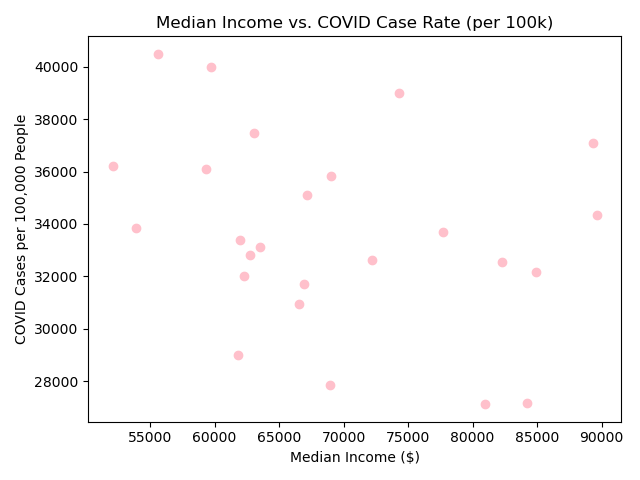 Median Income vs. COVID Case Rate (per 100k)
COVID Cases per 100,000 People
40000
38000
36000
34000
32000
30000
28000
55000 60000 65000 70000 75000 80000 85000 90000
Median Income ($)